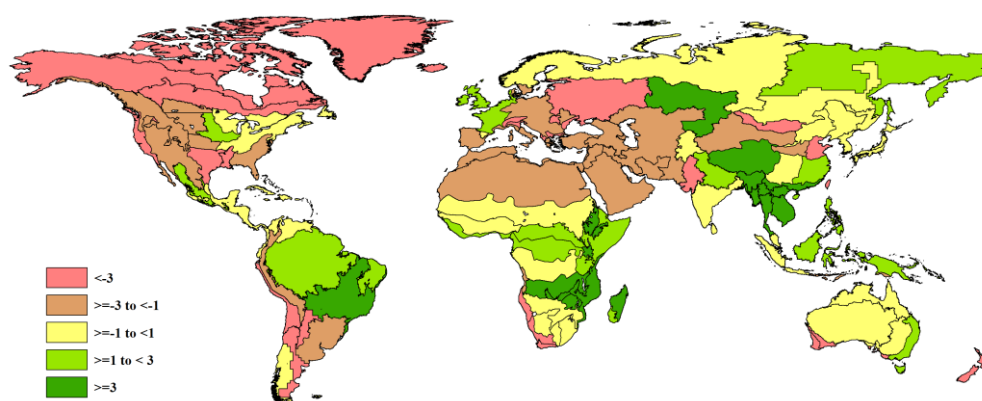 <-3
>=-3 to <-1
>=-1 to <1
>=1 to < 3
>=3